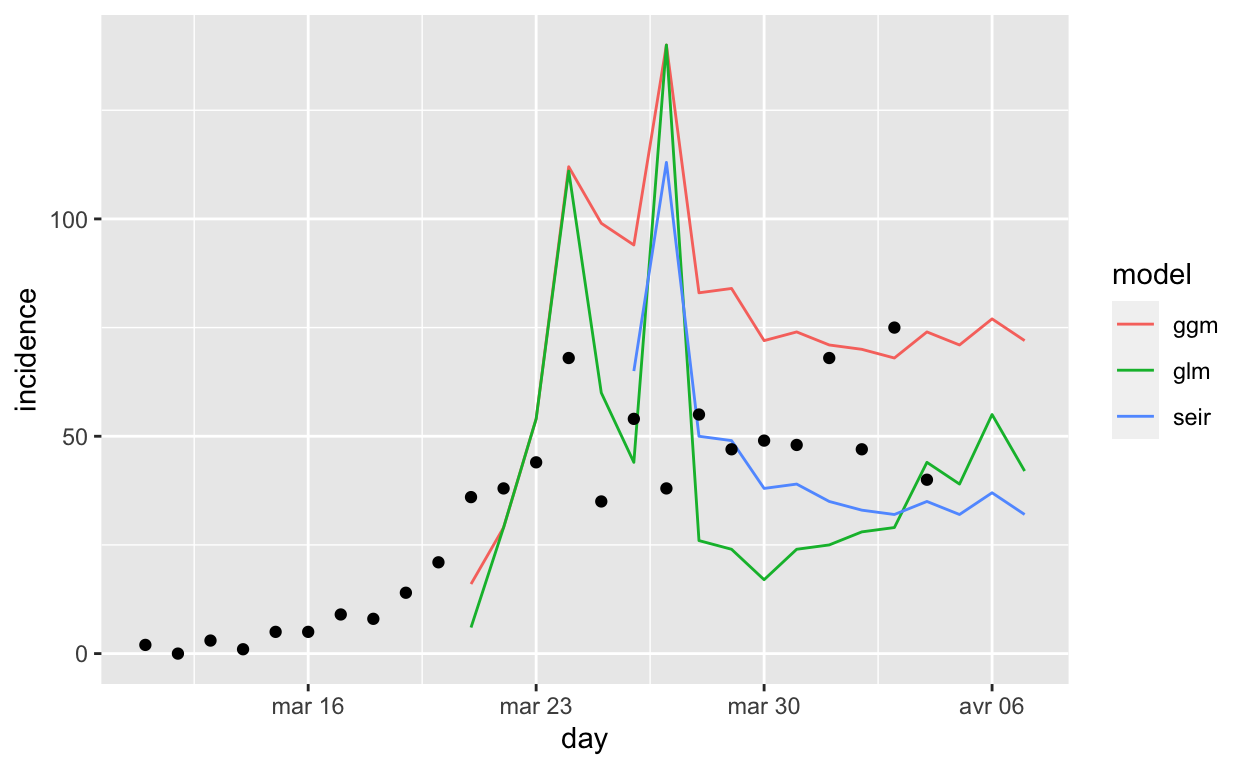 incidence
100
50
0
mar 16
mar 23
mar 30
avr 06
day
model
ggm
glm
seir